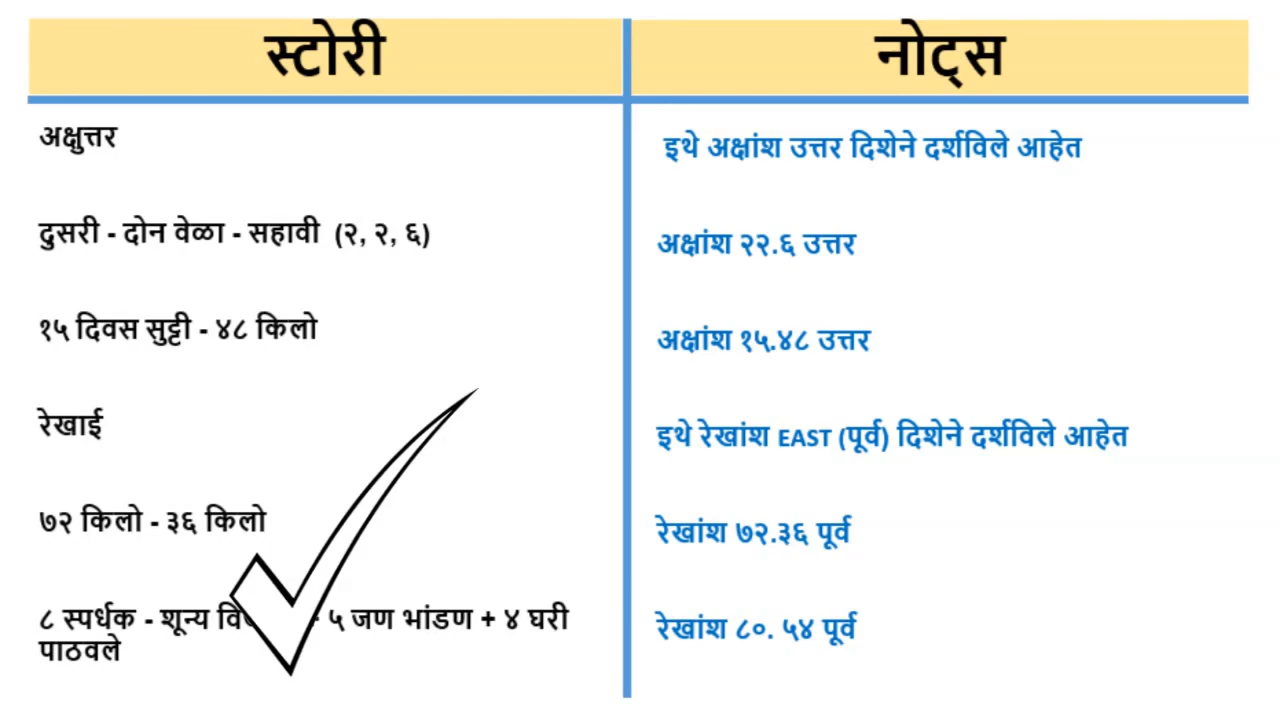 स्टोरी
नोट्स
अक्षुत्तर
इथे अक्षांश उत्तर दिशेने दर्शविले आहेत
दुसरी - दोन वेळा - सहावी (२, २, ६)
अक्षांश २२.६ उत्तर
१५ दिवस सुट्टी - ४८ किलो
अक्षांश १५.४८ उत्तर
रेखाई
इथे रेखांश EAST (पूर्व) दिशेने दर्शविले आहेत
७२ किलो - ३६ किलो
रेखांश ७२.३६ पूर्व
८ स्पर्धक - शून्य - ५ जण भांडण + ४ घरी
पाठवले
रेखांश ८०. ५४ पूर्व